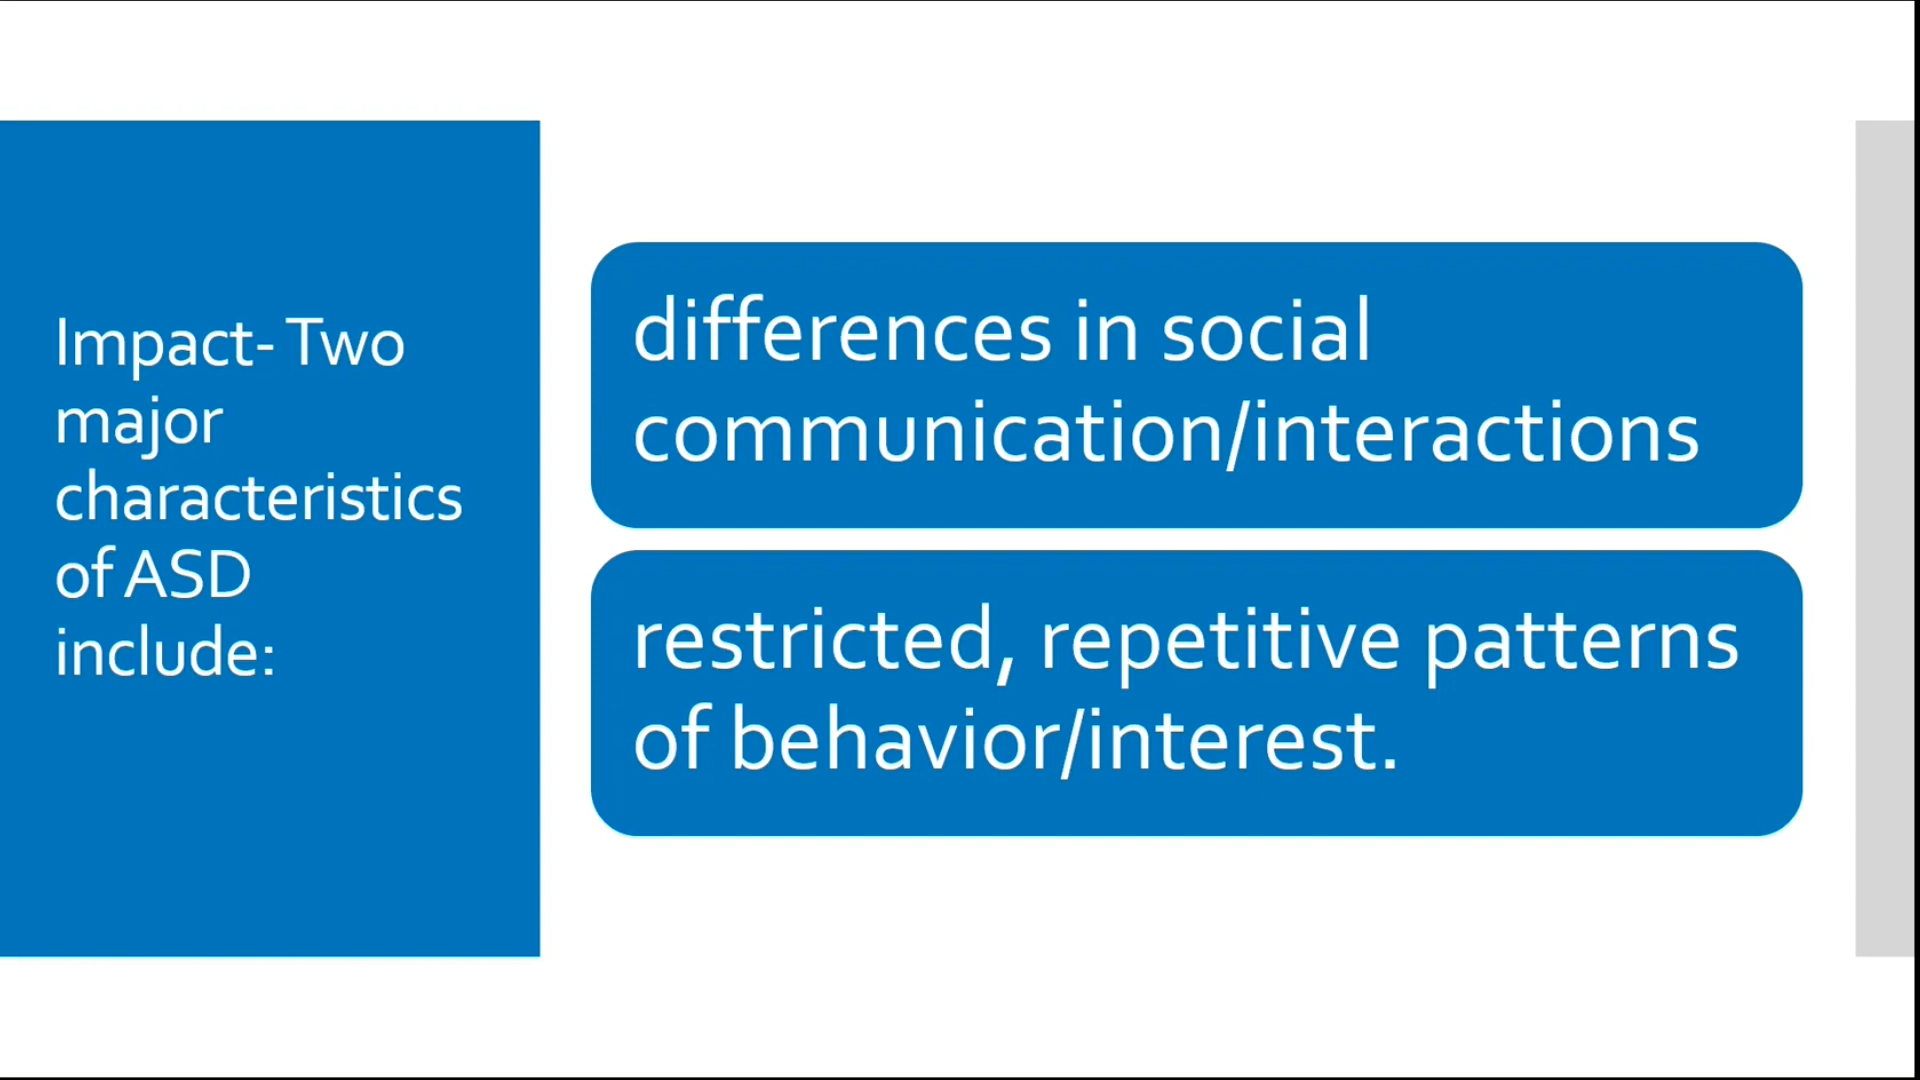 Impact- Two
major
characteristics
of ASD
include:
differences in social
communication/interactions
restricted, repetitive patterns
of behavior/interest.